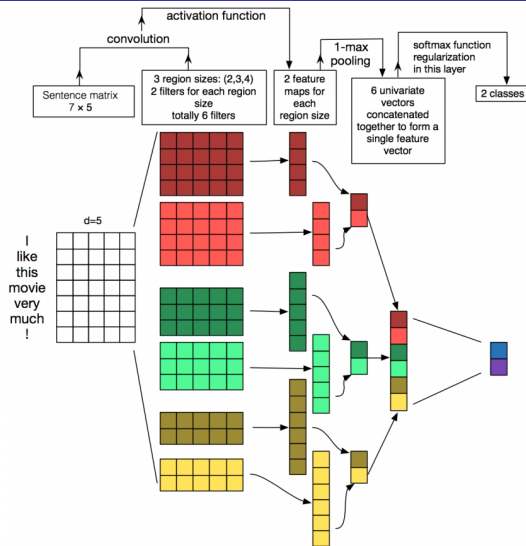 activation function
convolution
1-max
pooling
softmax function
regularization
in this layer
Sentence matrix
7 × 5
3 region sizes: (2,3,4)
2 filters for each region
size
totally 6 filters
2 feature
maps for
each
region size
6 univariate
vectors
concatenated
together to form a
single feature
vector
2 classes
d=5
I
like
this
movie
very
much
!